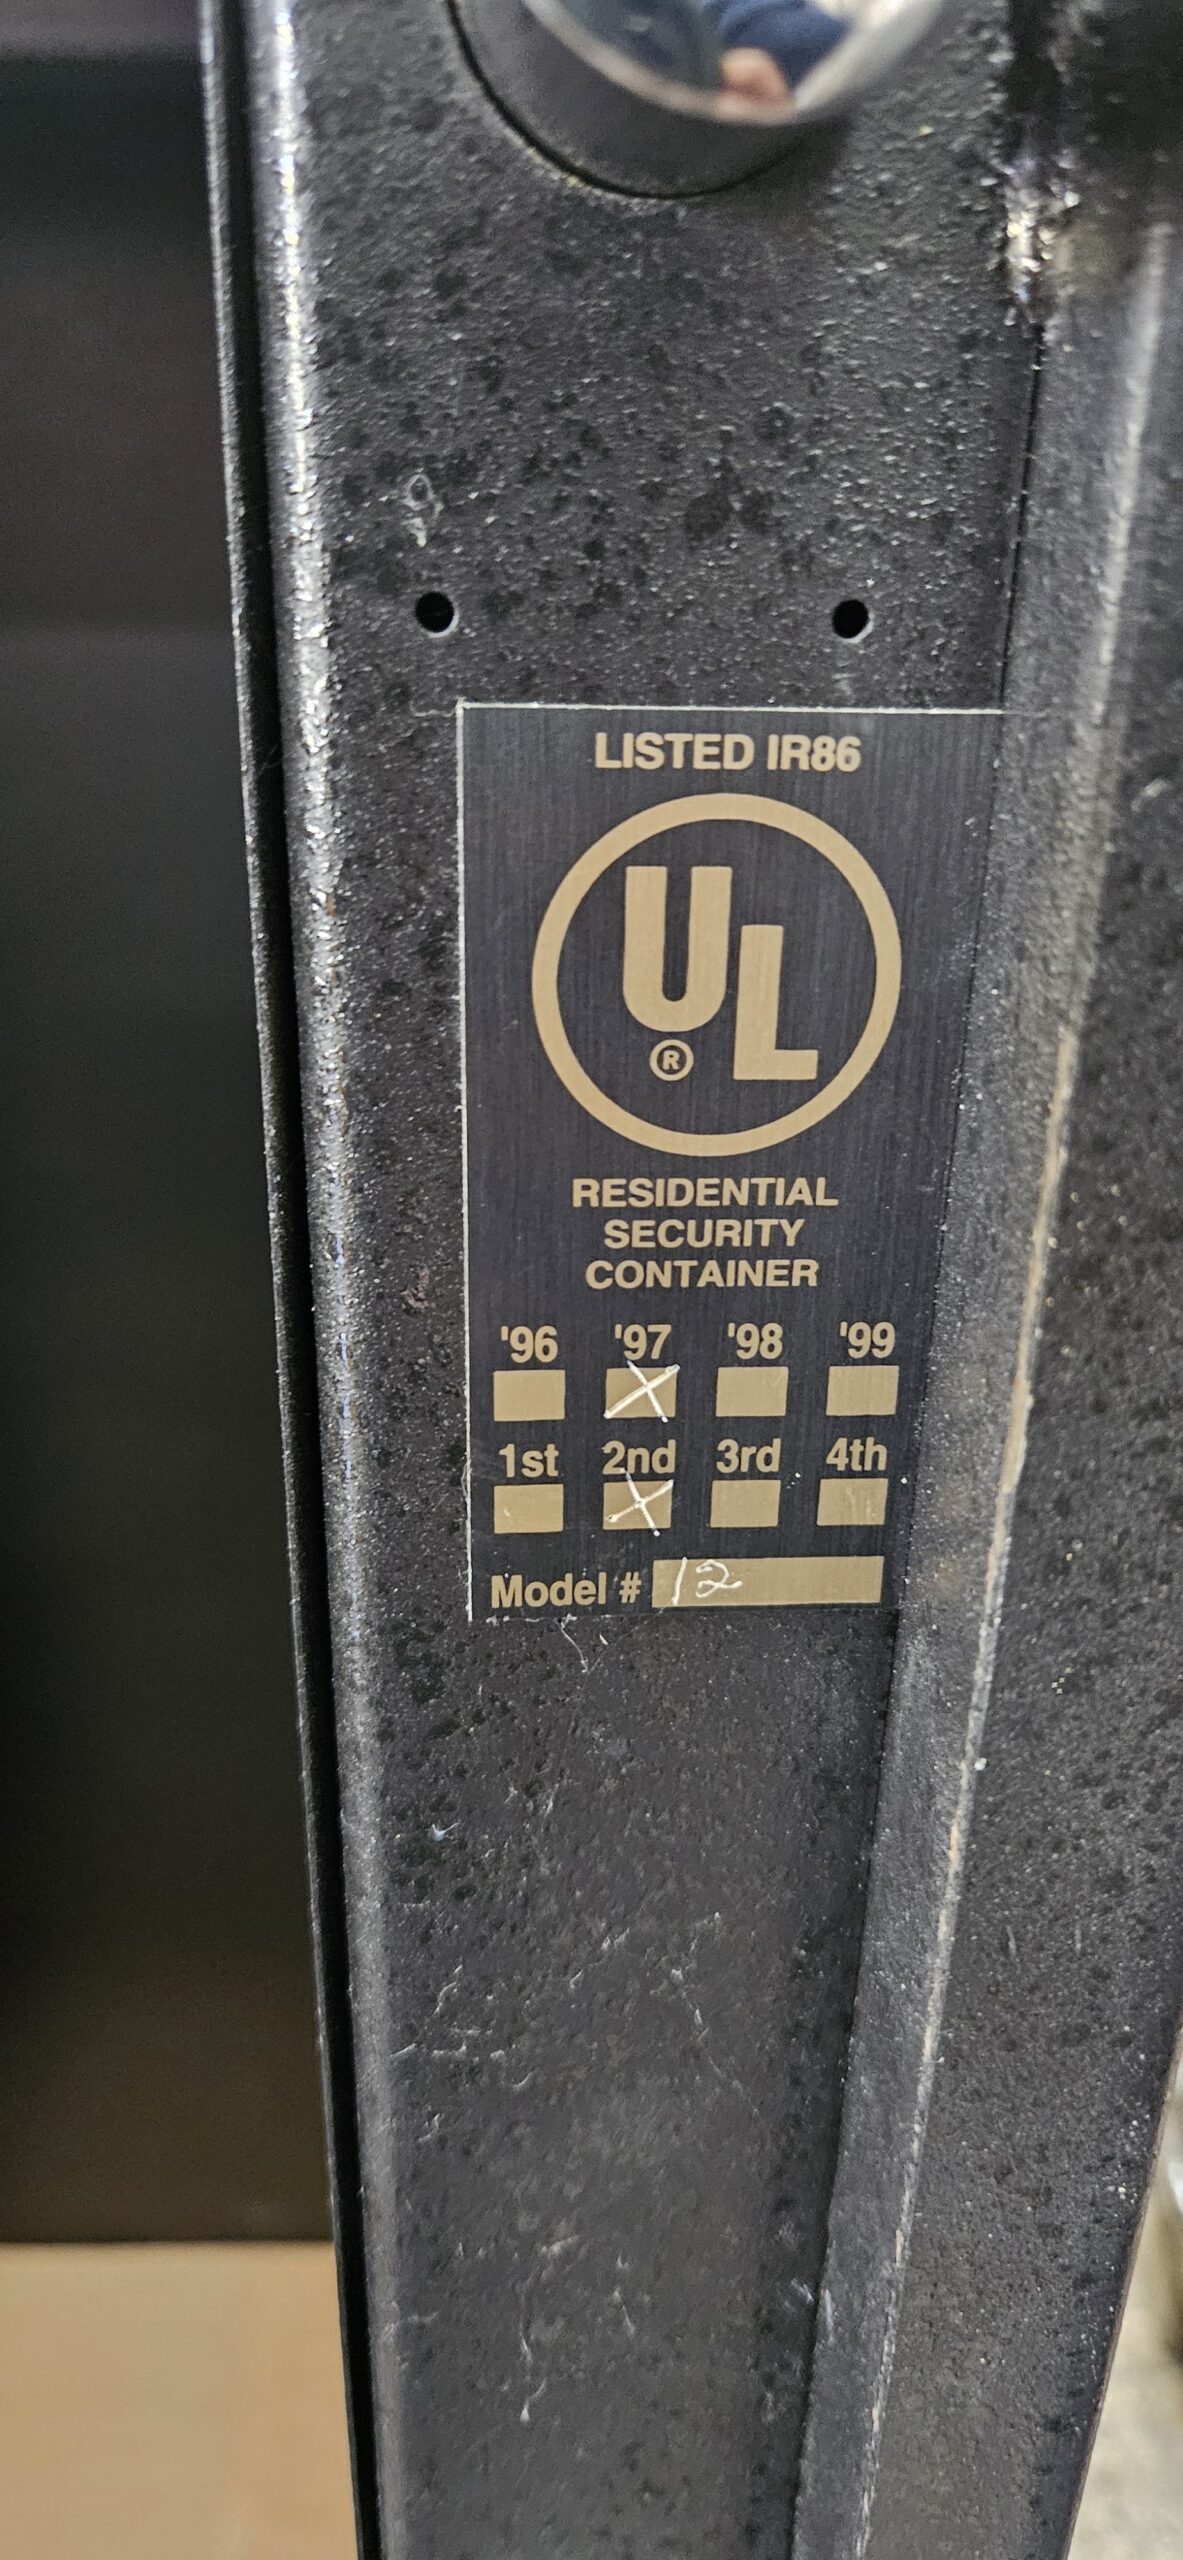 LISTED IR86
UL
®
RESIDENTIAL
SECURITY
CONTAINER
'96 '97 '98 '99
1st 2nd 3rd 4th
Model # 12